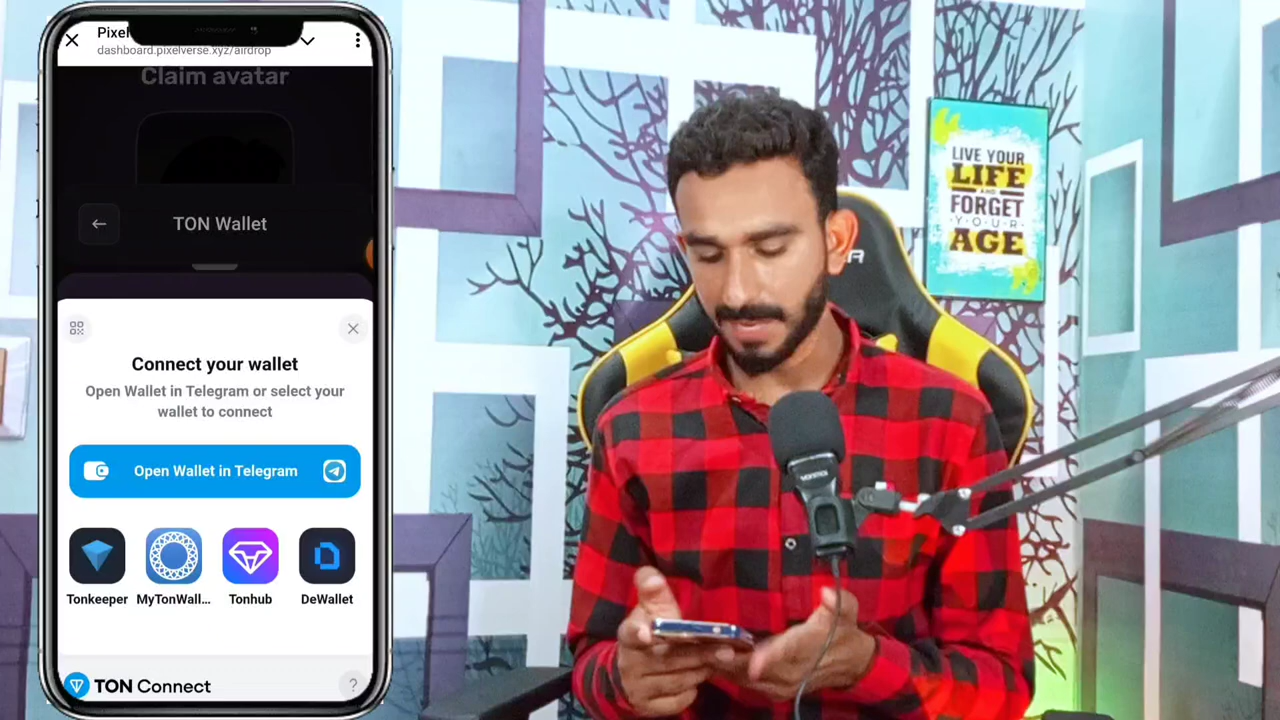 Pixel
dashboard.pixelverse.xyz/airdrop
Claim avatar
TON Wallet
Connect your wallet
Open Wallet in Telegram or select your
wallet to connect
Open Wallet in Telegram
Tonkeeper
MyTonWall...
Tonhub
DeWallet
TON Connect
?
LIVE YOUR
LIFE
AND
FORGET
YOUR
AGE